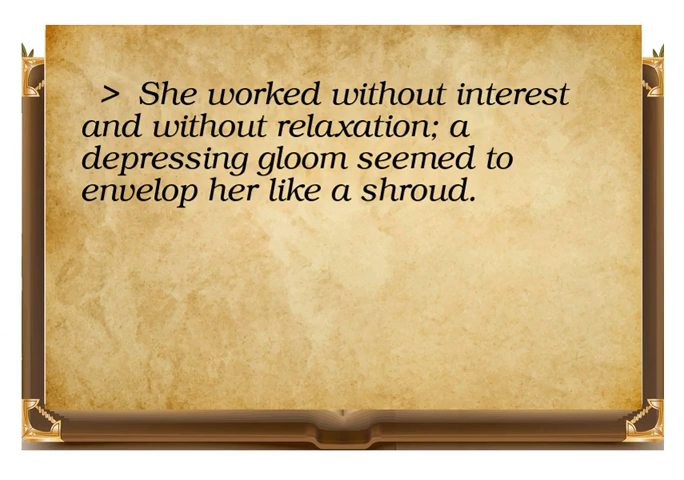 > She worked without interest
and without relaxation; a
depressing gloom seemed to
envelop her like a shroud.